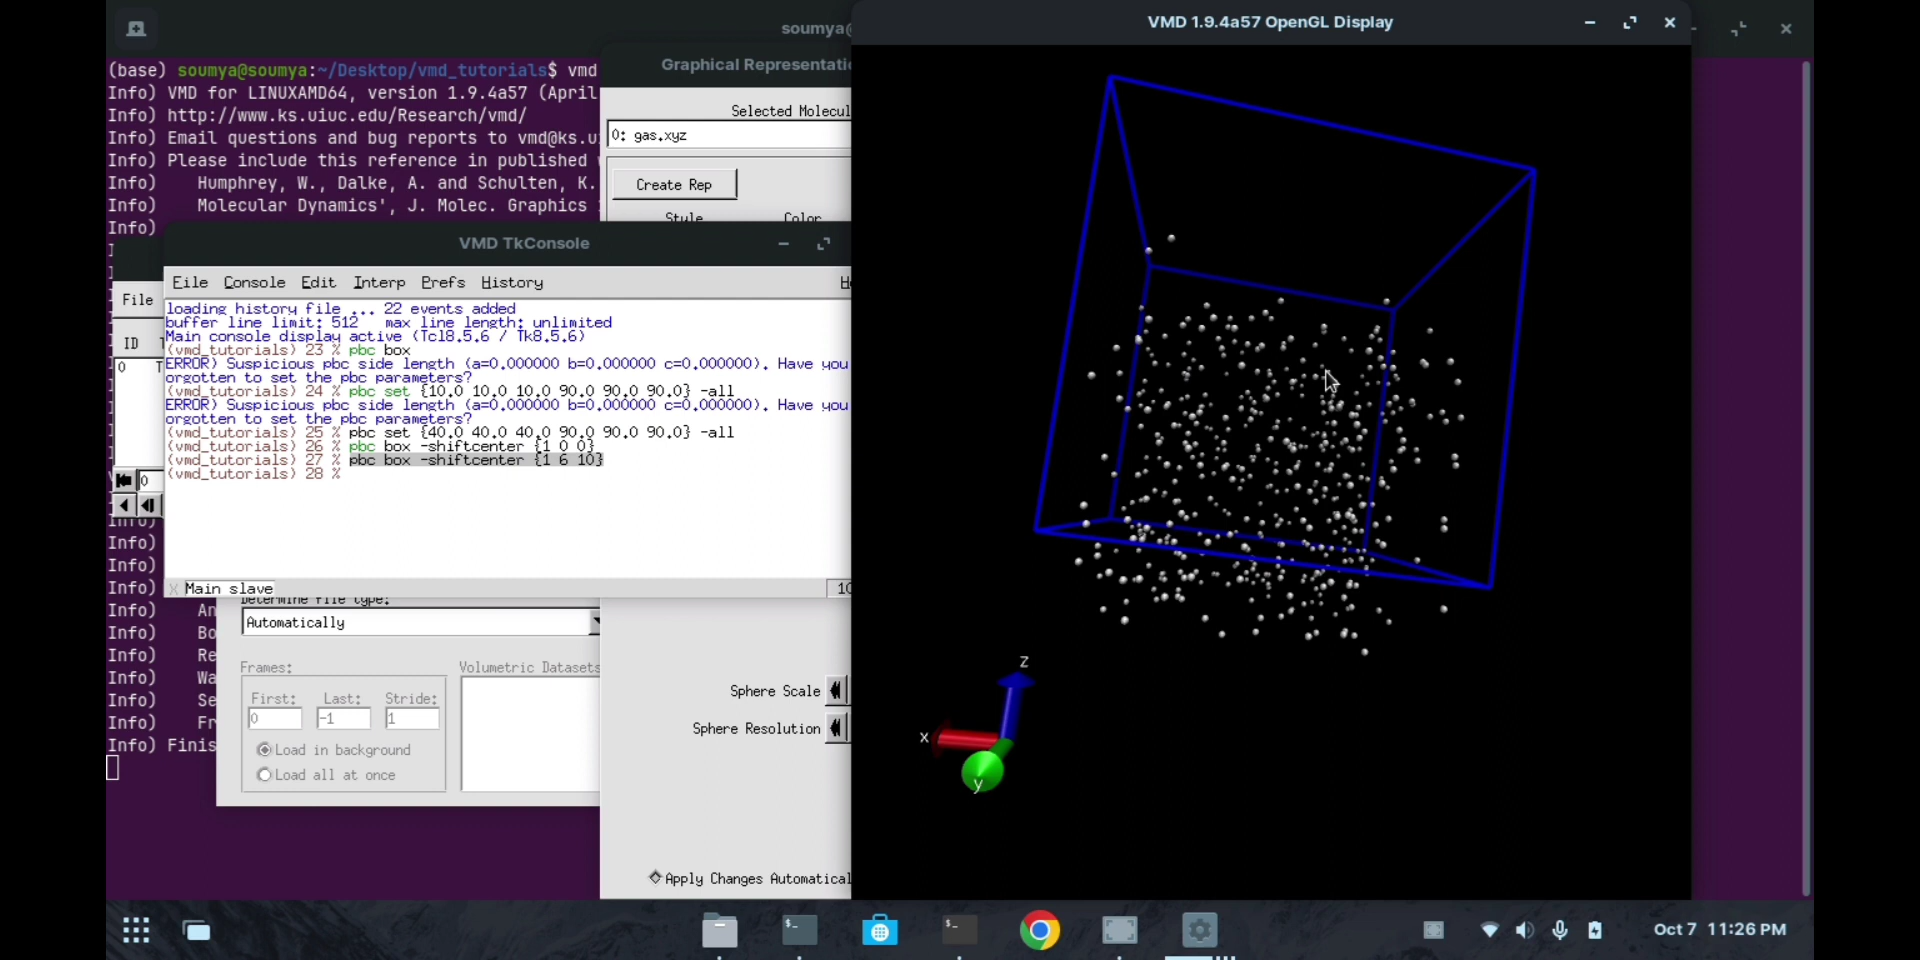 soumya@
VMD 1.9.4a57 OpenGL Display
(base) soumya@soumya:~/Desktop/vmd_tutorials$ vmd
Info) VMD for LINUXAMD64, version 1.9.4a57 (April
Info) http://www.ks.uiuc.edu/Research/vmd/
Info) Email questions and bug reports to vmd@ks.u
Info) Please include this reference in published
Info) Humphrey, W., Dalke, A. and Schulten, K.
Info) Molecular Dynamics', J. Molec. Graphics
Info)
Graphical Representatio
Selected Molecul
0: gas.xyz
Create Rep
Style Color
VMD TkConsole
File Console Edit Interp Prefs History
loading history file ... 22 events added
buffer line limit: 512 max line length: unlimited
Main console display active (Tcl8.5.6 / Tk8.5.6)
(vmd_tutorials) 23 % pbc box
ERROR) Suspicious pbc side length (a=0.000000 b=0.000000 c=0.000000). Have you
orgotten to set the pbc parameters?
(vmd_tutorials) 24 % pbc set {10.0 10.0 10.0 90.0 90.0 90.0} -all
ERROR) Suspicious pbc side length (a=0.000000 b=0.000000 c=0.000000). Have you
orgotten to set the pbc parameters?
(vmd_tutorials) 25 % pbc set {40.0 40.0 40.0 90.0 90.0 90.0} -all
(vmd_tutorials) 26 % pbc box -shiftcenter {1 0 0}
(vmd_tutorials) 27 % pbc box -shiftcenter {1 6 10}
(vmd_tutorials) 28 %
Main slave
File
ID T
0 T
0
Info)
Info)
Info)
Info)
Info) An
Info) Bo
Info) Re
Info) Wa
Info) Se
Info) Fr
Info) Finis
Determine file type:
Automatically
Frames:
Volumetric Datasets
First: Last: Stride:
0 -1 1
Load in background
Load all at once
Sphere Scale
Sphere Resolution
Apply Changes Automatical
z
x
y
Oct 7 11:26 PM